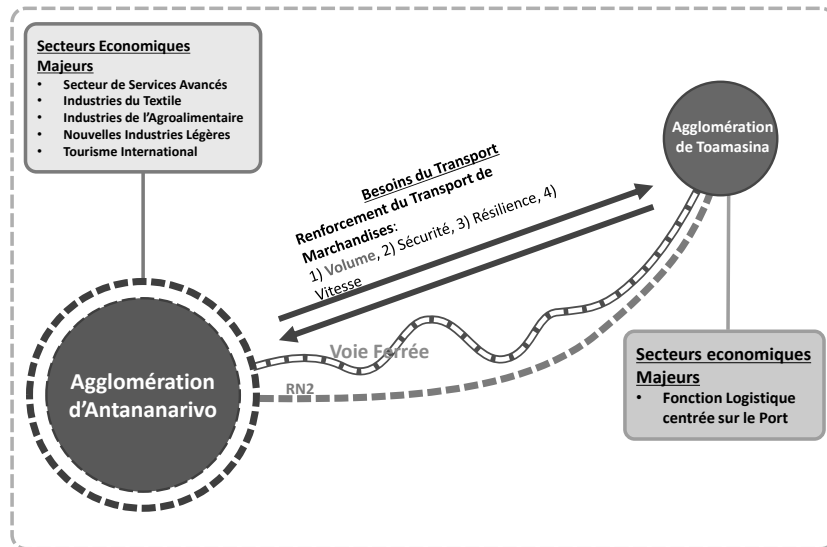 Secteurs Economiques
Majeurs
• Secteur de Services Avancés
• Industries du Textile
• Industries de l'Agroalimentaire
• Nouvelles Industries Légères
• Tourisme International
Agglomération
de Toamasina
Besoins du Transport
Renforcement du Transport de
Marchandises:
1) Volume, 2) Sécurité, 3) Résilience, 4)
Vitesse
Voie Ferrée
RN2
Agglomération
d'Antananarivo
Secteurs economiques
Majeurs
• Fonction Logistique
centrée sur le Port